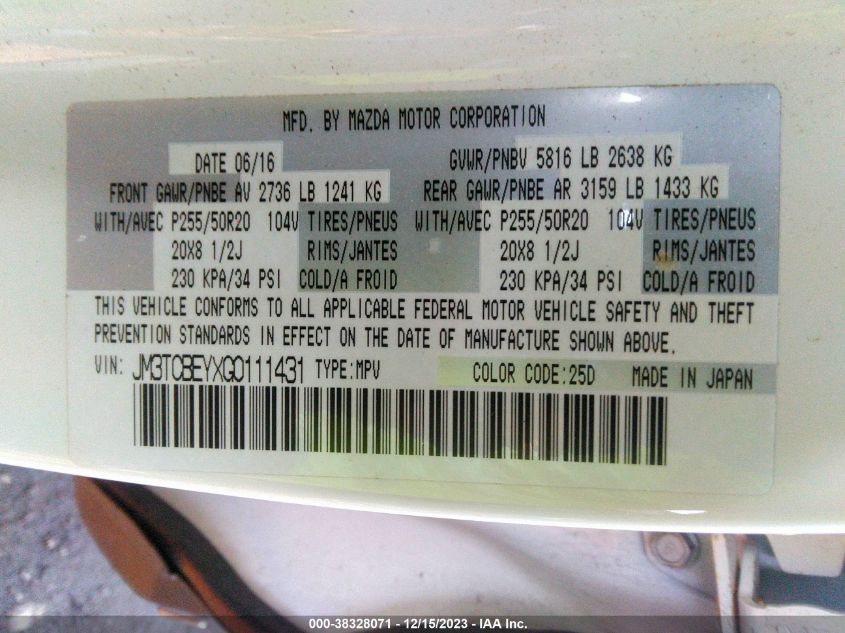 MFD. BY MAZDA MOTOR CORPORATION
DATE 06/16 GVWR/PNBV 5816 LB 2638 KG
FRONT GAWR/PNBE AV 2736 LB 1241 KG REAR GAWR/PNBE AR 3159 LB 1433 KG
WITH/AVEC P255/50R20 104V TIRES/PNEUS WITH/AVEC P255/50R20 104V TIRES/PNEUS
20X8 1/2J RIMS/JANTES 20X8 1/2J RIMS/JANTES
230 KPA/34 PSI COLD/A FROID 230 KPA/34 PSI COLD/A FROID
THIS VEHICLE CONFORMS TO ALL APPLICABLE FEDERAL MOTOR VEHICLE SAFETY AND THEFT
PREVENTION STANDARDS IN EFFECT ON THE DATE OF MANUFACTURE SHOWN ABOVE.
VIN: JM3TCBEYXG0111431 TYPE:MPV COLOR CODE:25D MADE IN JAPAN
000-38328071 - 12/15/2023 - IAA Inc.